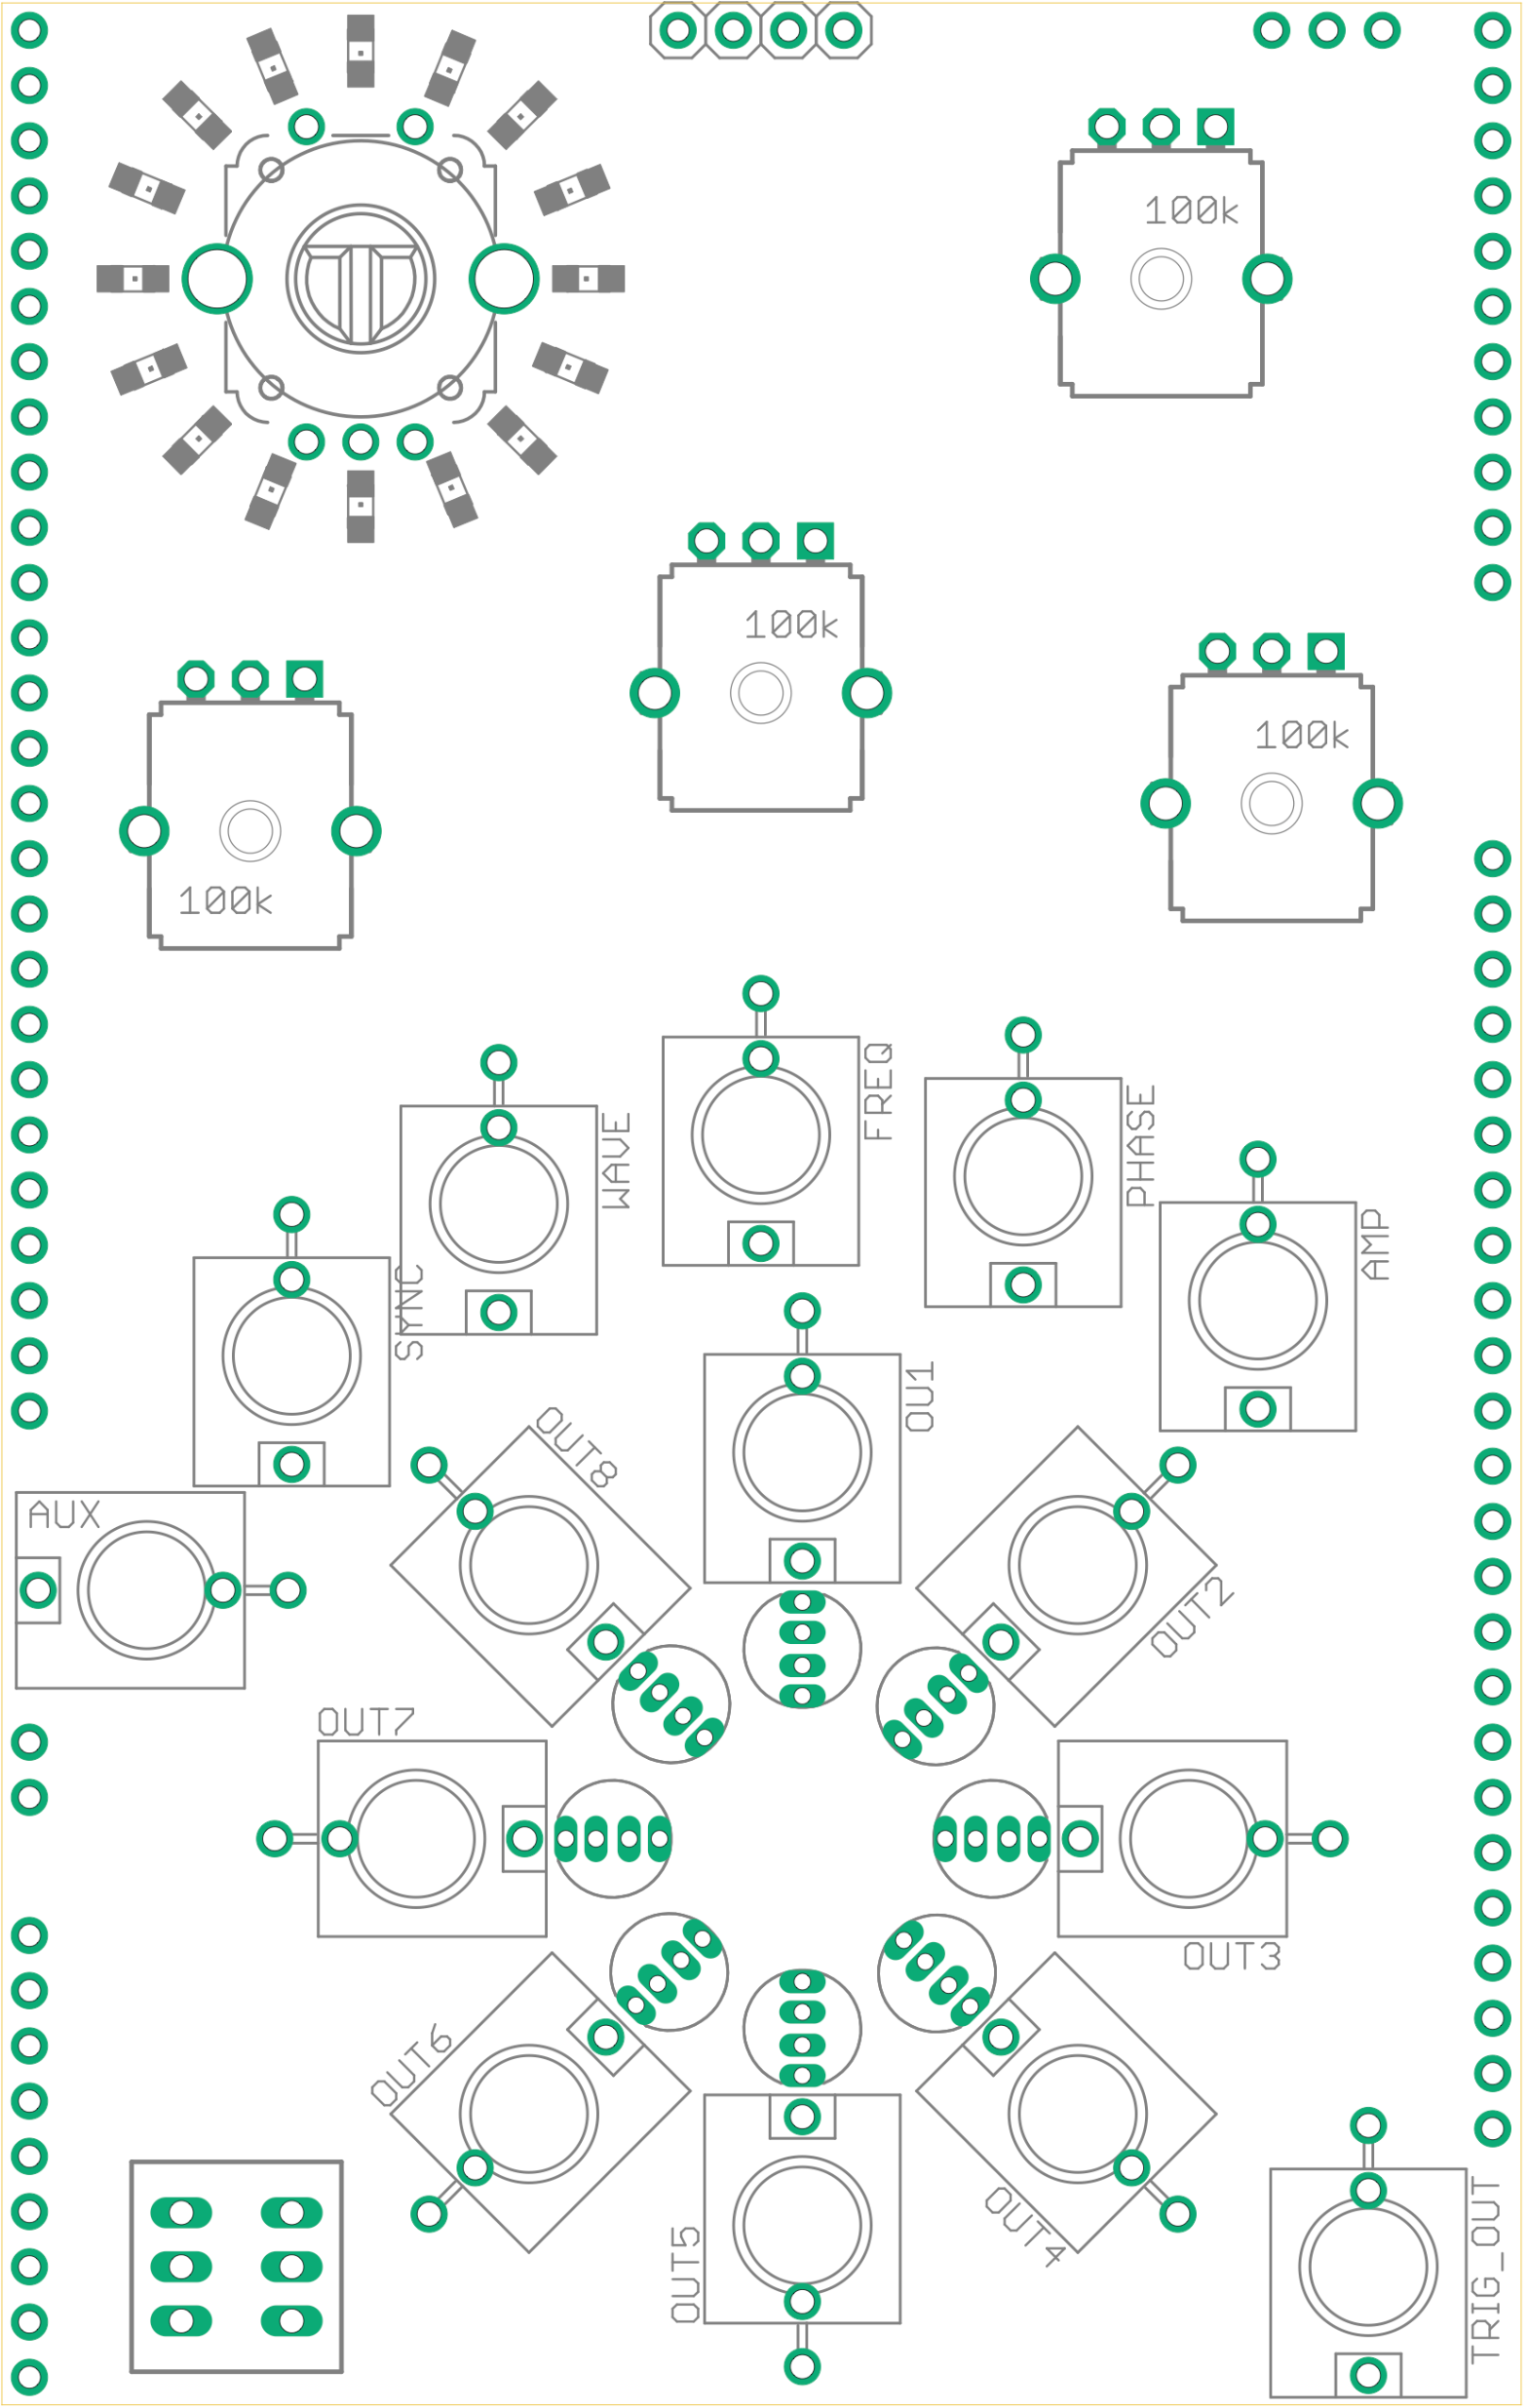 100k
100k
100k
100k
FREQ
PHASE
WAVE
AMP
SYNC
OU1
OUT8
AUX
OUT2
OUT7
OUT3
OUT6
OUT4
OUT5
TRIG_OUT